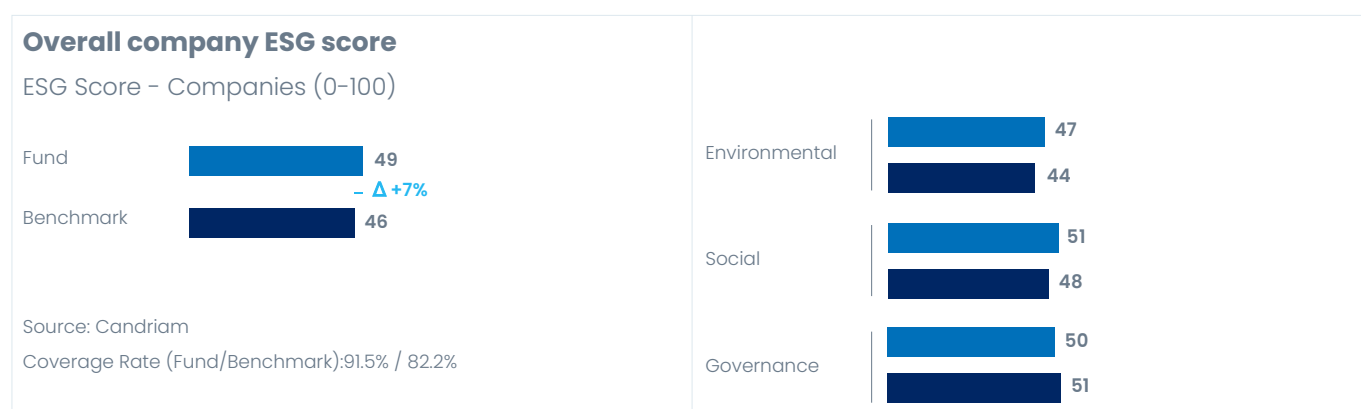 Overall company ESG score
ESG Score - Companies (0-100)
Fund
49
Δ +7%
Benchmark
46
Source: Candriam
Coverage Rate (Fund/Benchmark):91.5% / 82.2%
Environmental
47
44
Social
51
48
Governance
50
51